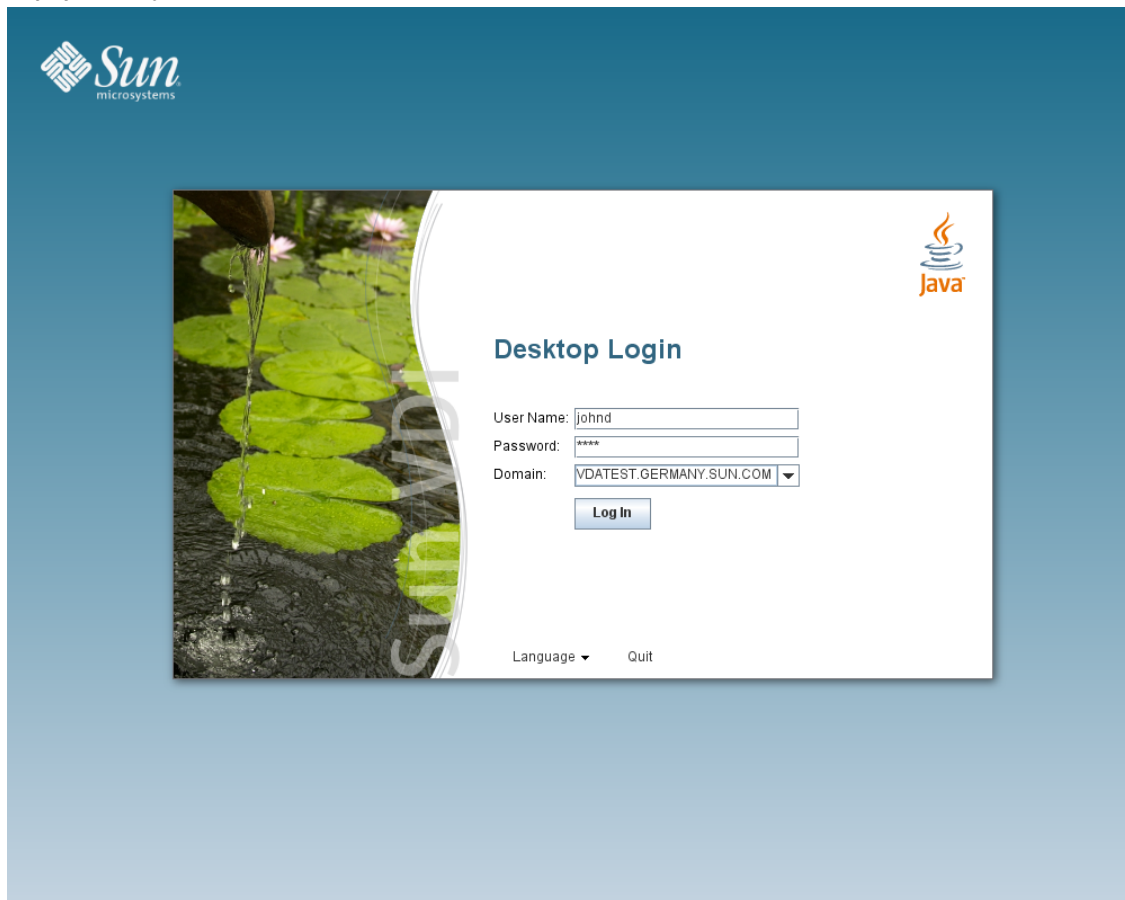 Sun
microsystems
Java
Sun VDI
Desktop Login
User Name: johnd
Password: ****
Domain: VDATEST.GERMANY.SUN.COM
Log In
Language Quit